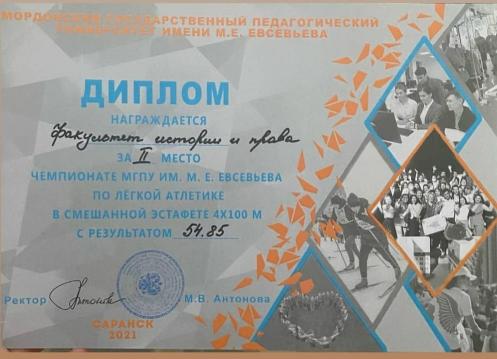 МОРДОВСКИЙ ГОСУДАРСТВЕННЫЙ ПЕДАГОГИЧЕСКИЙ
УНИВЕРСИТЕТ ИМЕНИ М.Е. ЕВСЕВЬЕВА
ДИПЛОМ
НАГРАЖДАЕТСЯ
факультет истории и права
ЗА II МЕСТО
ЧЕМПИОНАТЕ МГПУ ИМ. М. Е. ЕВСЕВЬЕВА
ПО ЛЁГКОЙ АТЛЕТИКЕ
В СМЕШАННОЙ ЭСТАФЕТЕ 4Х100 М
С РЕЗУЛЬТАТОМ 54.85
Ректор М.В. Антонова
САРАНСК
2021